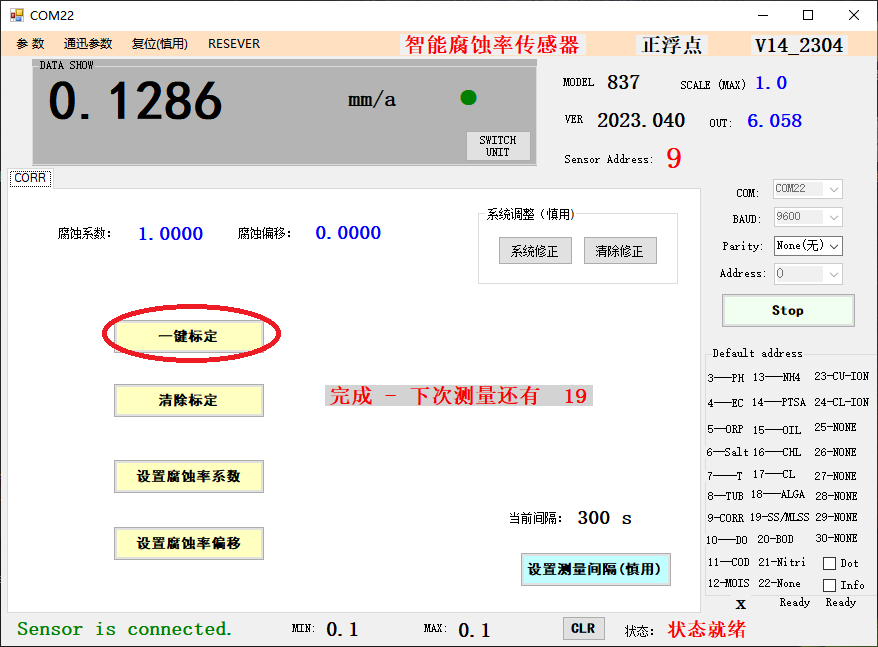 COM22
参 数 通迅参数 复位(慎用) RESEVER 智能腐蚀率传感器 正浮点 V14_2304
DATA SHOW
0.1286 mm/a
SWITCH
UNIT
MODEL 837 SCALE (MAX) 1.0
VER 2023.040 OUT: 6.058
Sensor Address: 9
CORR
腐蚀系数: 1.0000 腐蚀偏移: 0.0000
系统调整 (慎用)
系统修正 清除修正
一键标定
清除标定
完成 - 下次测量还有 19
设置腐蚀率系数
设置腐蚀率偏移
当前间隔: 300 s
设置测量间隔(慎用)
COM: COM22
BAUD: 9600
Parity: None(无)
Address: 0
Stop
Default address
3——PH 13——NH4 23-CU-ION
4——EC 14——PTSA 24-CL-ION
5——ORP 15——OIL 25-NONE
6——Salt 16——CHL 26-NONE
7———T 17——CL 27-NONE
8——TUB 18——ALGA 28-NONE
9-CORR 19-SS/MLSS 29-NONE
10——DO 20-BOD 30-NONE
11——COD 21-Nitri Dot
12-MOIS 22-None Info
x Ready Ready
Sensor is connected. MIN: 0.1 MAX: 0.1 CLR 状态: 状态就绪